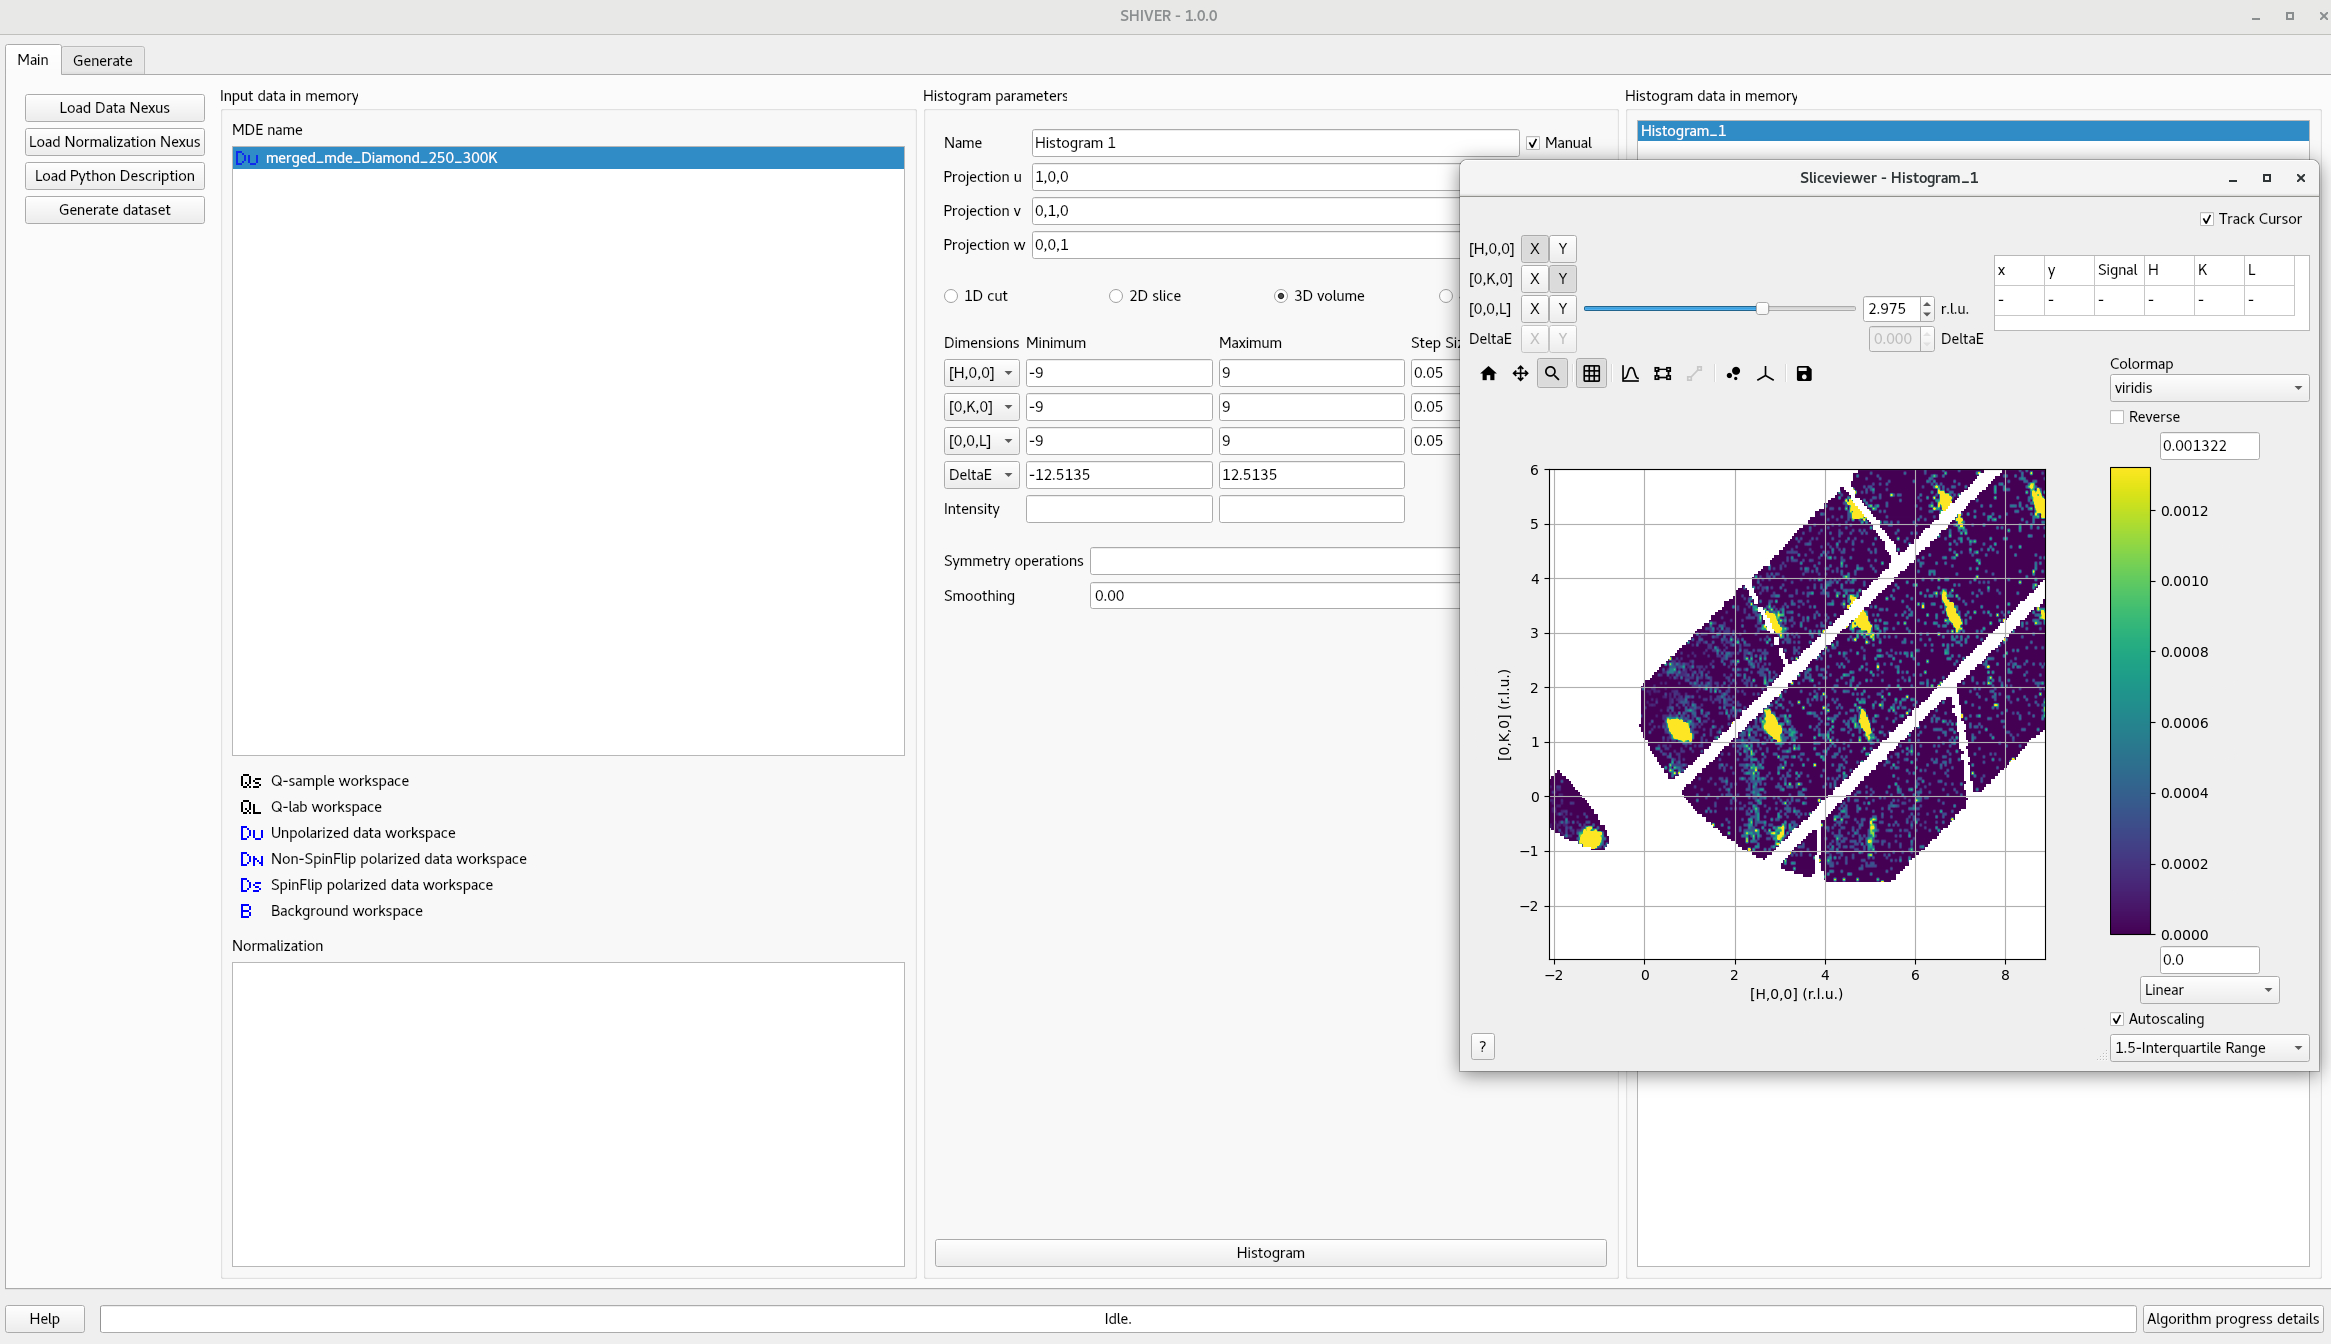 SHIVER - 1.0.0
Main
Generate
Load Data Nexus
Load Normalization Nexus
Load Python Description
Generate dataset
Input data in memory
MDE name
Du merged_mde_Diamond_250_300K
Qs Q-sample workspace
QL Q-lab workspace
Du Unpolarized data workspace
DN Non-SpinFlip polarized data workspace
Ds SpinFlip polarized data workspace
B Background workspace
Normalization
Histogram parameters
Name Histogram 1 Manual
Projection u 1,0,0
Projection v 0,1,0
Projection w 0,0,1
1D cut 2D slice 3D volume
Dimensions Minimum Maximum
[H,0,0] -9 9 0.05
[0,K,0] -9 9 0.05
[0,0,L] -9 9 0.05
DeltaE -12.5135 12.5135
Intensity
Symmetry operations
Smoothing 0.00
Histogram
Histogram data in memory
Histogram_1
Sliceviewer - Histogram_1
Track Cursor
[H,0,0] X Y
[0,K,0] X Y
[0,0,L] X Y 2.975 r.l.u.
DeltaE X Y 0.000 DeltaE
x y Signal H K L
- - - - - -
Colormap
viridis
Reverse
0.001322
0.0012
0.0010
0.0008
0.0006
0.0004
0.0002
0.0000
0.0
Linear
Autoscaling
1.5-Interquartile Range
6
5
4
3
2
1
0
−1
−2
[0,K,0] (r.l.u.)
−2 0 2 4 6 8
[H,0,0] (r.l.u.)
?
Help
Idle.
Algorithm progress details